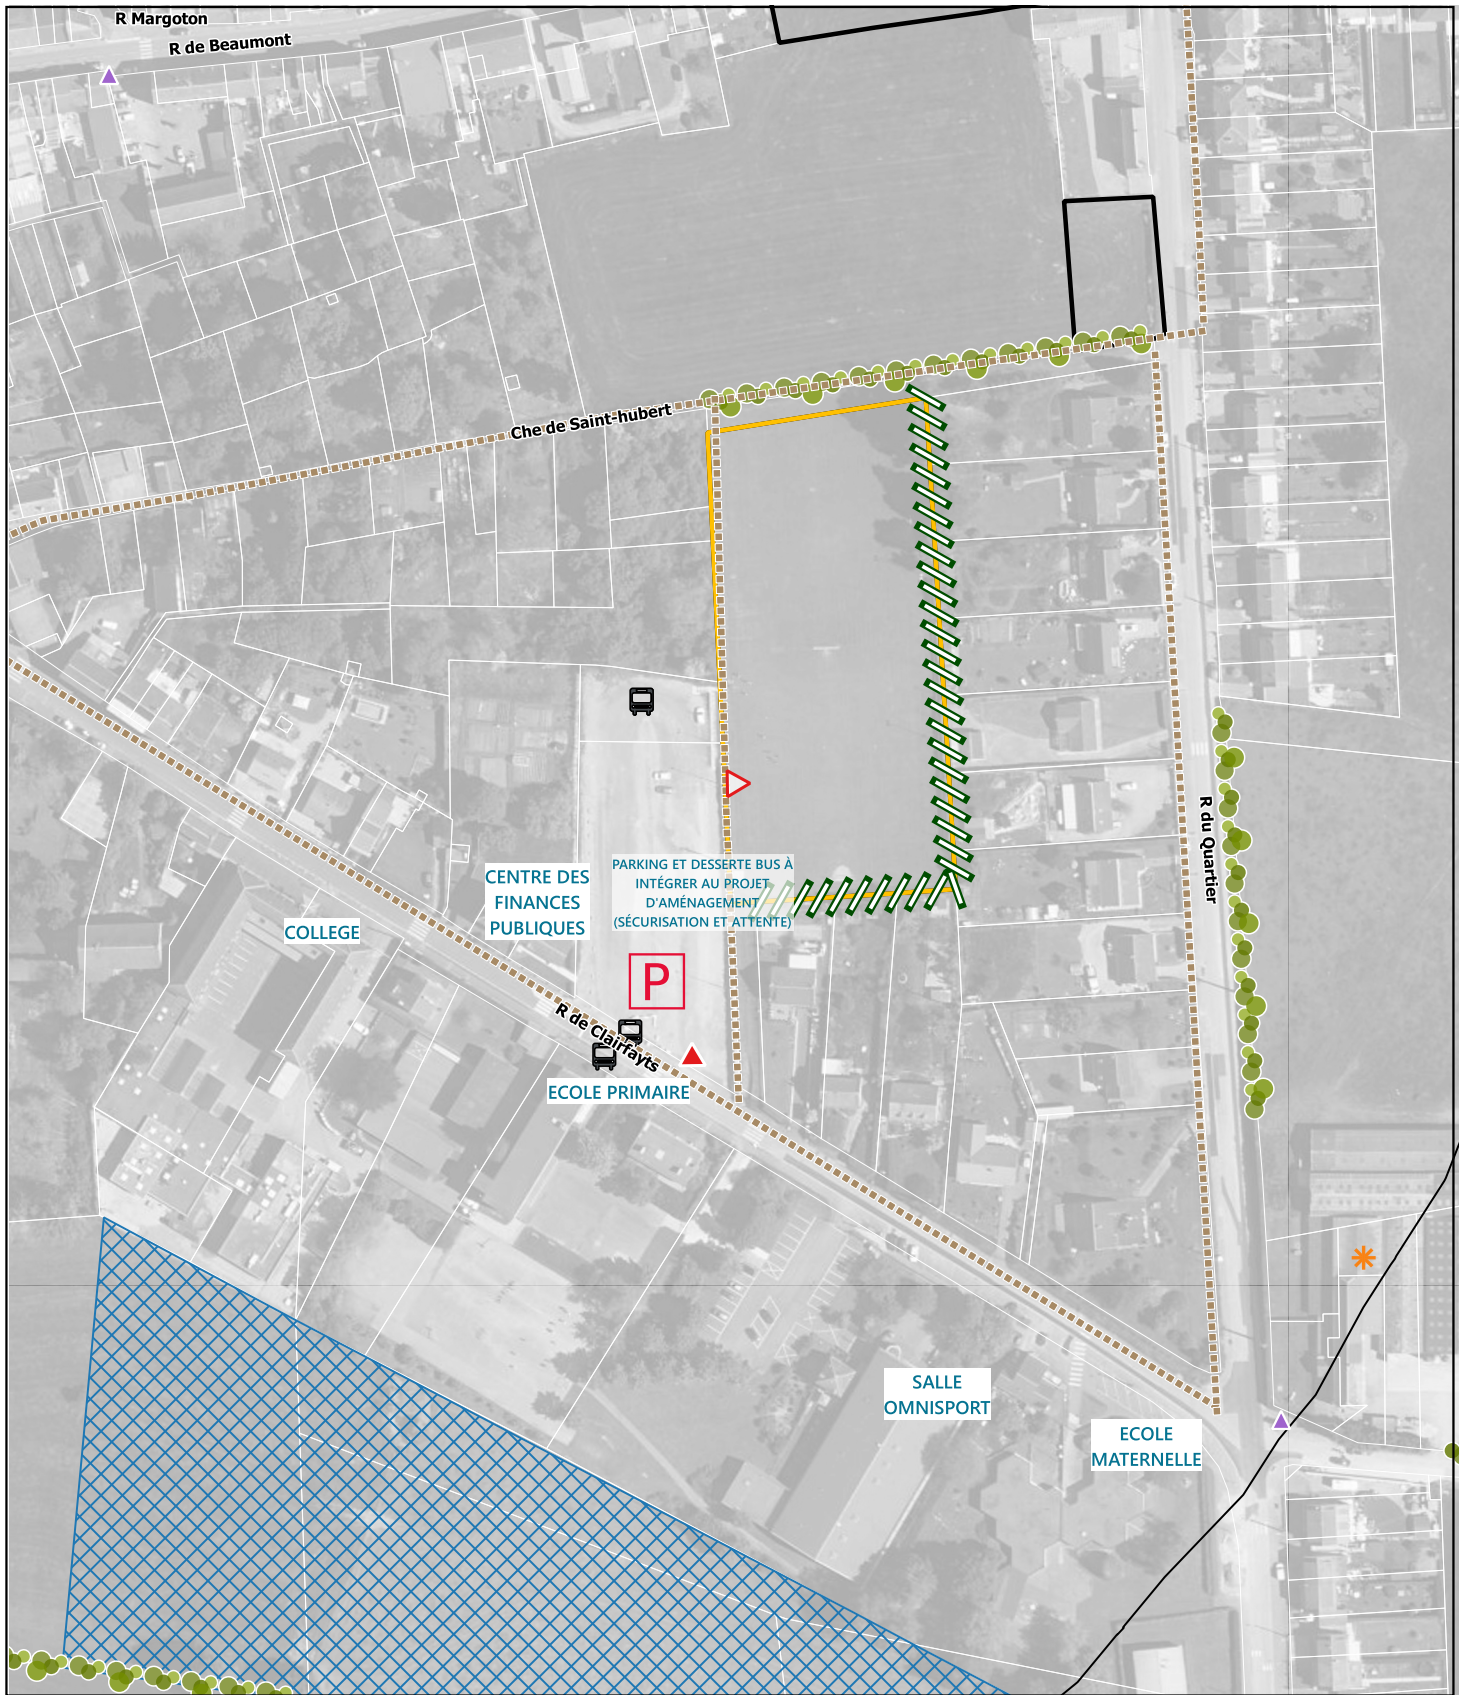 R Margoton
R de Beaumont
Che de Saint-hubert
R du Quartier
PARKING ET DESSERTE BUS À
INTÉGRER AU PROJET
D'AMÉNAGEMENT
(SÉCURISATION ET ATTENTE)
CENTRE DES
FINANCES
PUBLIQUES
COLLEGE
P
R de Clairfayts
ECOLE PRIMAIRE
SALLE
OMNISPORT
ECOLE
MATERNELLE